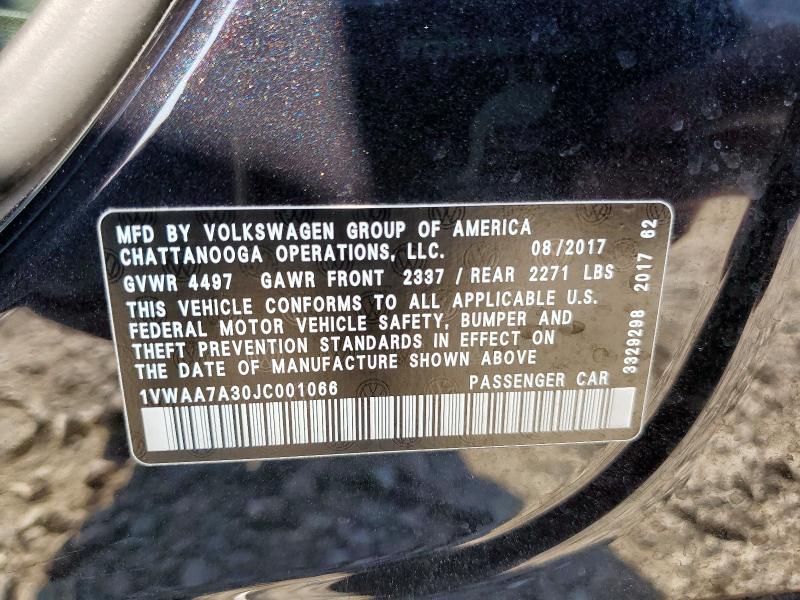 MFD BY VOLKSWAGEN GROUP OF AMERICA
CHATTANOOGA OPERATIONS, LLC. 08/2017
GVWR 4497 GAWR FRONT 2337 / REAR 2271 LBS
THIS VEHICLE CONFORMS TO ALL APPLICABLE U.S.
FEDERAL MOTOR VEHICLE SAFETY, BUMPER AND
THEFT PREVENTION STANDARDS IN EFFECT ON
THE DATE OF MANUFACTURE SHOWN ABOVE
1VWAA7A30JC001066 PASSENGER CAR
3329298 2017 62